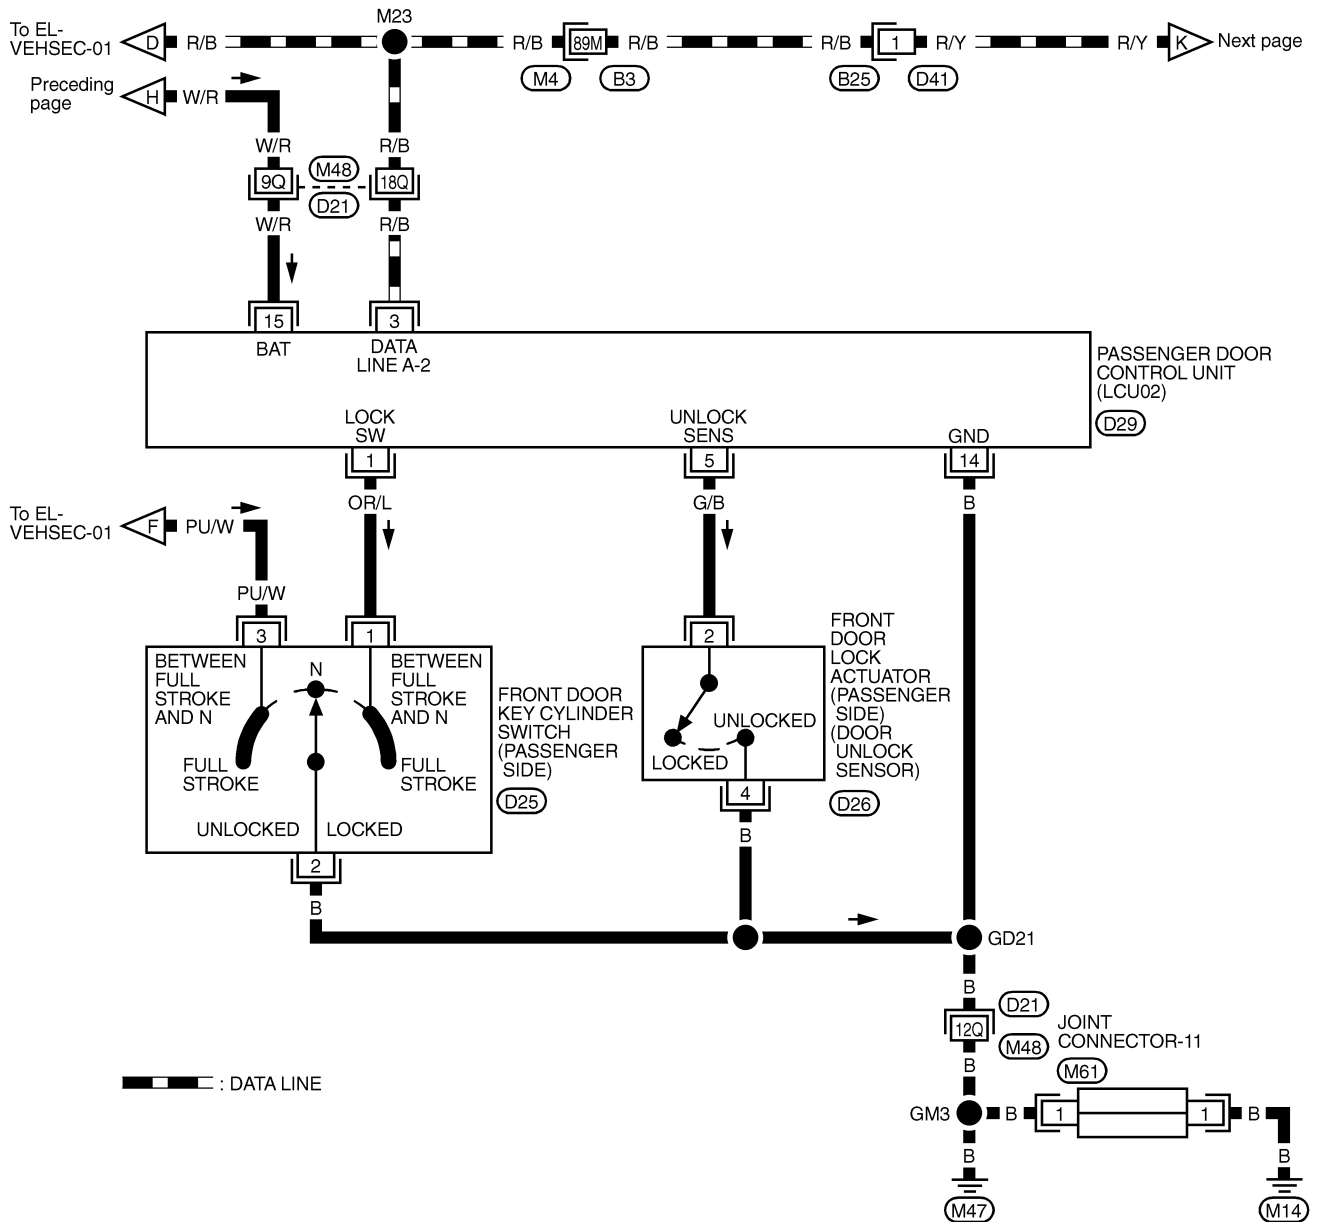 M23
To EL-
VEHSEC-01
D
R/B
R/B
89M
R/B
R/B
1
R/Y
R/Y
K
Next page
M4
B3
B25
D41
Preceding
page
H
W/R
W/R
R/B
9Q
M48
D21
18Q
W/R
R/B
15
3
BAT
DATA
LINE A-2
PASSENGER DOOR
CONTROL UNIT
(LCU02)
D29
LOCK
SW
UNLOCK
SENS
GND
1
5
14
OR/L
G/B
B
To EL-
VEHSEC-01
F
PU/W
PU/W
3
1
2
BETWEEN
FULL
STROKE
AND N
N
BETWEEN
FULL
STROKE
AND N
FULL
STROKE
FULL
STROKE
UNLOCKED
LOCKED
2
B
FRONT DOOR
KEY CYLINDER
SWITCH
(PASSENGER
SIDE)
D25
UNLOCKED
LOCKED
4
B
FRONT
DOOR
LOCK
ACTUATOR
(PASSENGER
SIDE)
(DOOR
UNLOCK
SENSOR)
D26
GD21
B
D21
12Q
M48
B
JOINT
CONNECTOR-11
M61
GM3
B
1
1
B
B
B
M47
M14
: DATA LINE